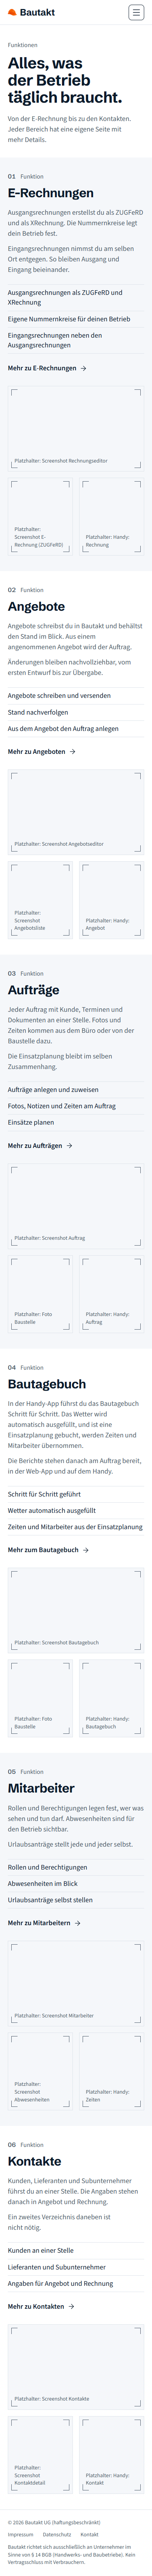 Bautakt
Funktionen
Alles, was
der Betrieb
täglich braucht.
Von der E-Rechnung bis zu den Kontakten.
Jeder Bereich hat eine eigene Seite mit
mehr Details.
01 Funktion
E-Rechnungen
Ausgangsrechnungen erstellst du als ZUGFeRD
und als XRechnung. Die Nummernkreise legt
dein Betrieb fest.
Eingangsrechnungen nimmst du am selben
Ort entgegen. So bleiben Ausgang und
Eingang beieinander.
Ausgangsrechnungen als ZUGFeRD und
XRechnung
Eigene Nummernkreise für deinen Betrieb
Eingangsrechnungen neben den
Ausgangsrechnungen
Mehr zu E-Rechnungen →
Platzhalter: Screenshot Rechnungseditor
Platzhalter:
Screenshot E-
Rechnung (ZUGFeRD)
Platzhalter: Handy:
Rechnung
02 Funktion
Angebote
Angebote schreibst du in Bautakt und behältst
den Stand im Blick. Aus einem
angenommenen Angebot wird der Auftrag.
Änderungen bleiben nachvollziehbar, vom
ersten Entwurf bis zur Übergabe.
Angebote schreiben und versenden
Stand nachverfolgen
Aus dem Angebot den Auftrag anlegen
Mehr zu Angeboten →
Platzhalter: Screenshot Angebotseditor
Platzhalter:
Screenshot
Angebotsliste
Platzhalter: Handy:
Angebot
03 Funktion
Aufträge
Jeder Auftrag mit Kunde, Terminen und
Dokumenten an einer Stelle. Fotos und
Zeiten kommen aus dem Büro oder von der
Baustelle dazu.
Die Einsatzplanung bleibt im selben
Zusammenhang.
Aufträge anlegen und zuweisen
Fotos, Notizen und Zeiten am Auftrag
Einsätze planen
Mehr zu Aufträgen →
Platzhalter: Screenshot Auftrag
Platzhalter: Foto
Baustelle
Platzhalter: Handy:
Auftrag
04 Funktion
Bautagebuch
In der Handy-App führst du das Bautagebuch
Schritt für Schritt. Das Wetter wird
automatisch ausgefüllt, und ist eine
Einsatzplanung gebucht, werden Zeiten und
Mitarbeiter übernommen.
Die Berichte stehen danach am Auftrag bereit,
in der Web-App und auf dem Handy.
Schritt für Schritt geführt
Wetter automatisch ausgefüllt
Zeiten und Mitarbeiter aus der Einsatzplanung
Mehr zum Bautagebuch →
Platzhalter: Screenshot Bautagebuch
Platzhalter: Foto
Baustelle
Platzhalter: Handy:
Bautagebuch
05 Funktion
Mitarbeiter
Rollen und Berechtigungen legen fest, wer was
sehen und tun darf. Abwesenheiten sind für
den Betrieb sichtbar.
Urlaubsanträge stellt jede und jeder selbst.
Rollen und Berechtigungen
Abwesenheiten im Blick
Urlaubsanträge selbst stellen
Mehr zu Mitarbeitern →
Platzhalter: Screenshot Mitarbeiter
Platzhalter:
Screenshot
Abwesenheiten
Platzhalter: Handy:
Zeiten
06 Funktion
Kontakte
Kunden, Lieferanten und Subunternehmer
führst du an einer Stelle. Die Angaben stehen
danach in Angebot und Rechnung.
Ein zweites Verzeichnis daneben ist
nicht nötig.
Kunden an einer Stelle
Lieferanten und Subunternehmer
Angaben für Angebot und Rechnung
Mehr zu Kontakten →
Platzhalter: Screenshot Kontakte
Platzhalter:
Screenshot
Kontaktdetail
Platzhalter: Handy:
Kontakt
© 2026 Bautakt UG (haftungsbeschränkt)
Impressum Datenschutz Kontakt
Bautakt richtet sich ausschließlich an Unternehmer im
Sinne von § 14 BGB (Handwerks- und Baubetriebe). Kein
Vertragsschluss mit Verbrauchern.